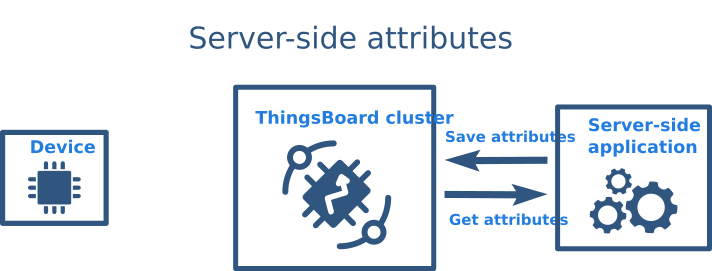 Server-side attributes
Device
ThingsBoard cluster
Save attributes
Get attributes
Server-side
application